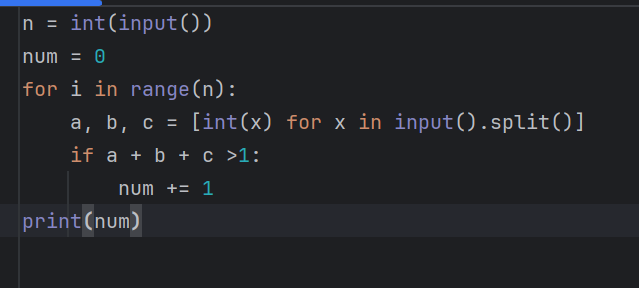 n = int(input())
num = 0
for i in range(n):
    a, b, c = [int(x) for x in input().split()]
    if a + b + c >1:
        num += 1
print(num)